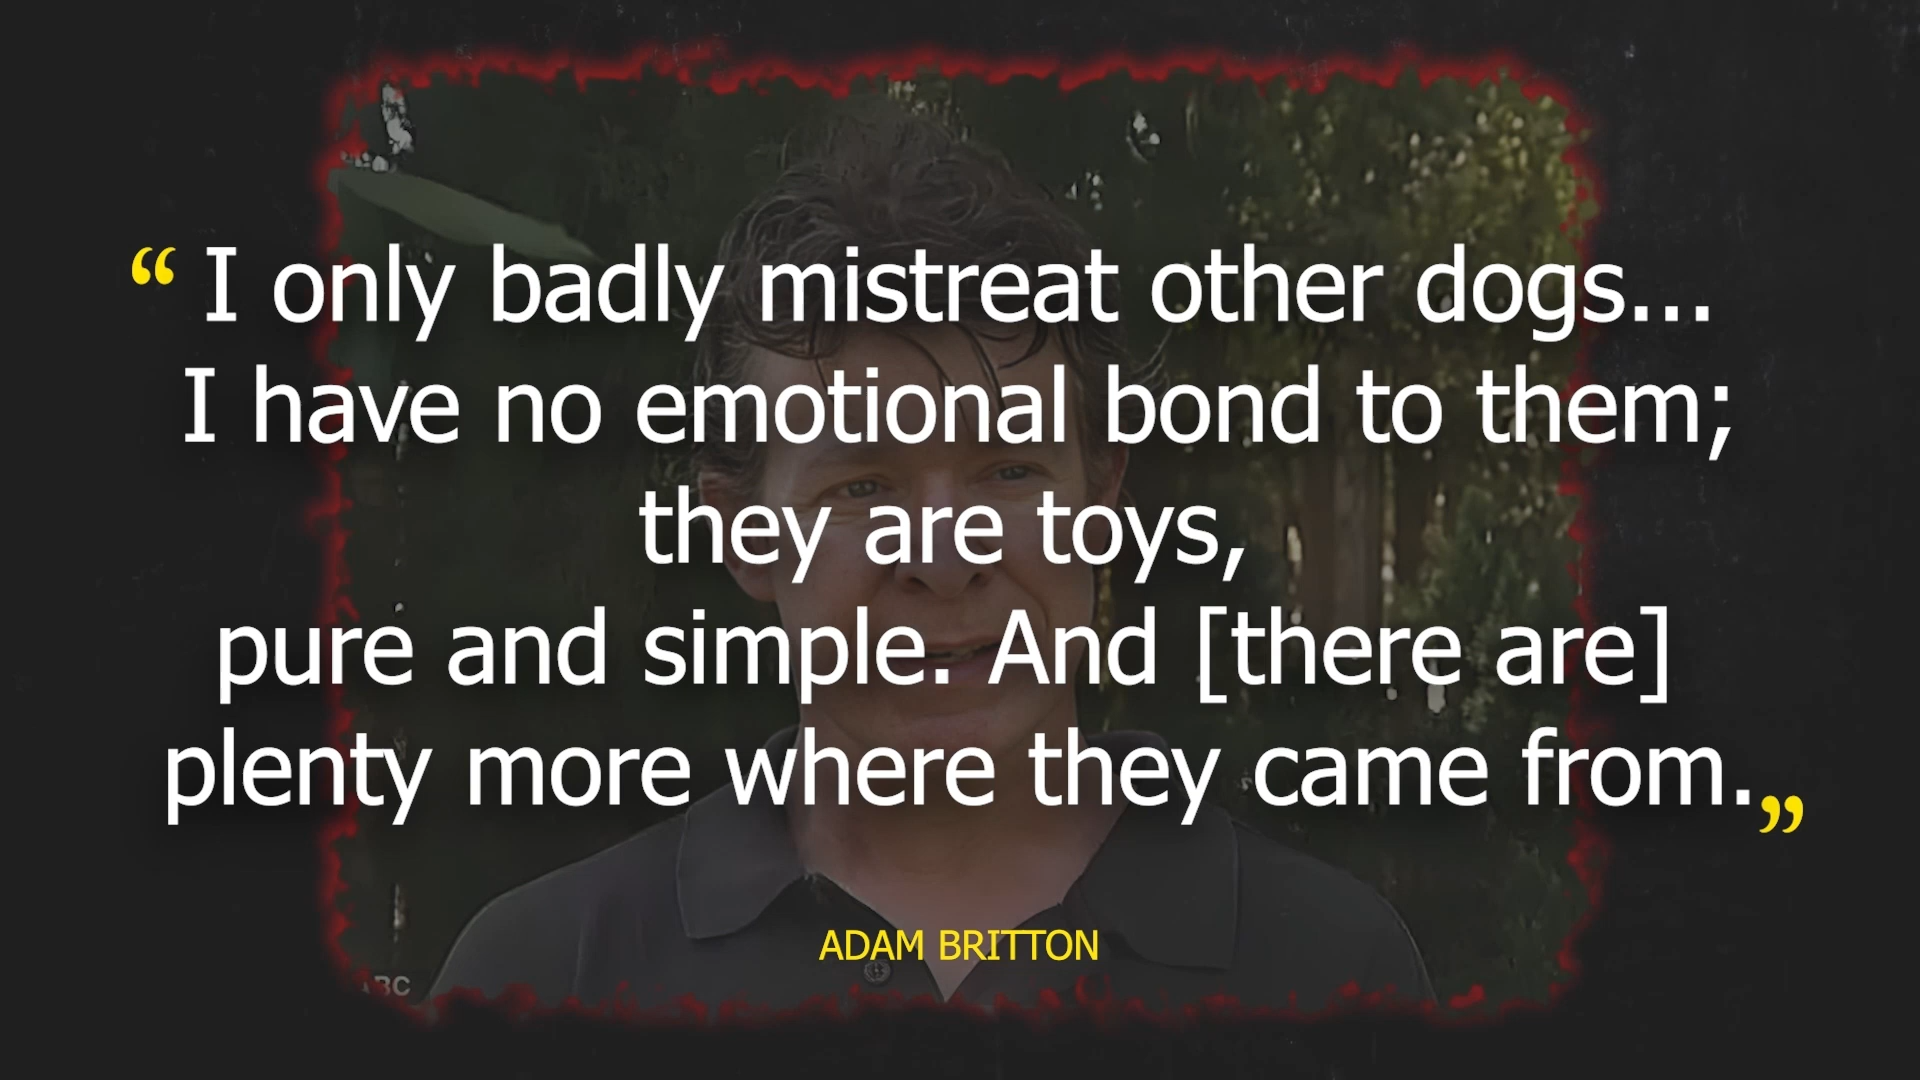 “ I only badly mistreat other dogs...
I have no emotional bond to them;
they are toys,
pure and simple. And [there are]
plenty more where they came from.”
ADAM BRITTON
ABC